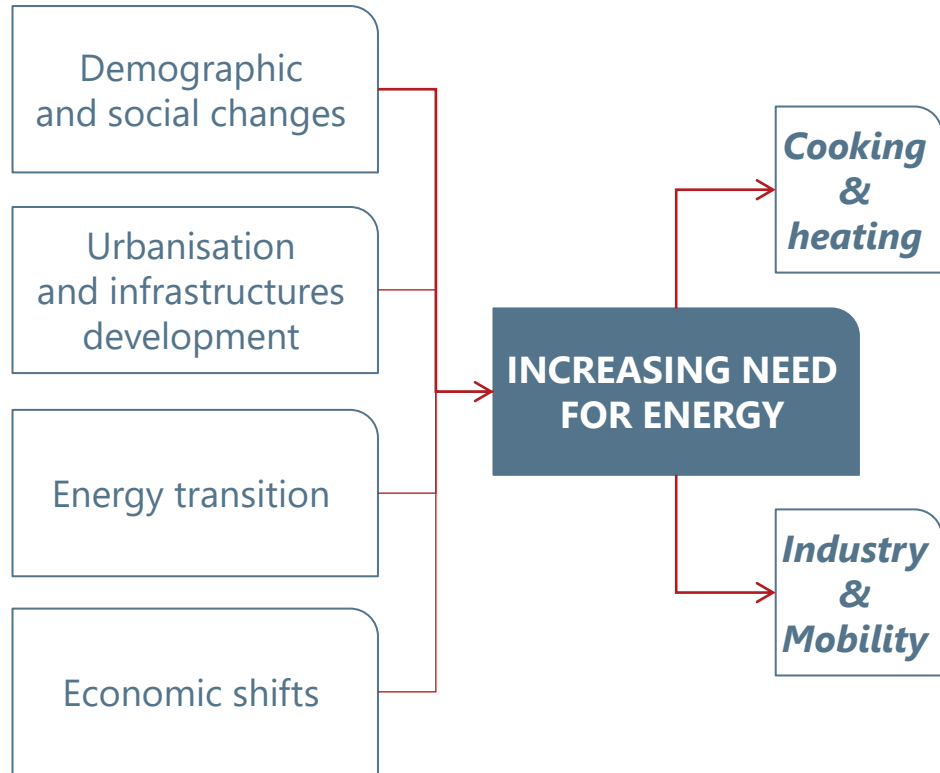 Demographic
and social changes
Urbanisation
and infrastructures
development
Energy transition
Economic shifts
INCREASING NEED
FOR ENERGY
Cooking
&
heating
Industry
&
Mobility